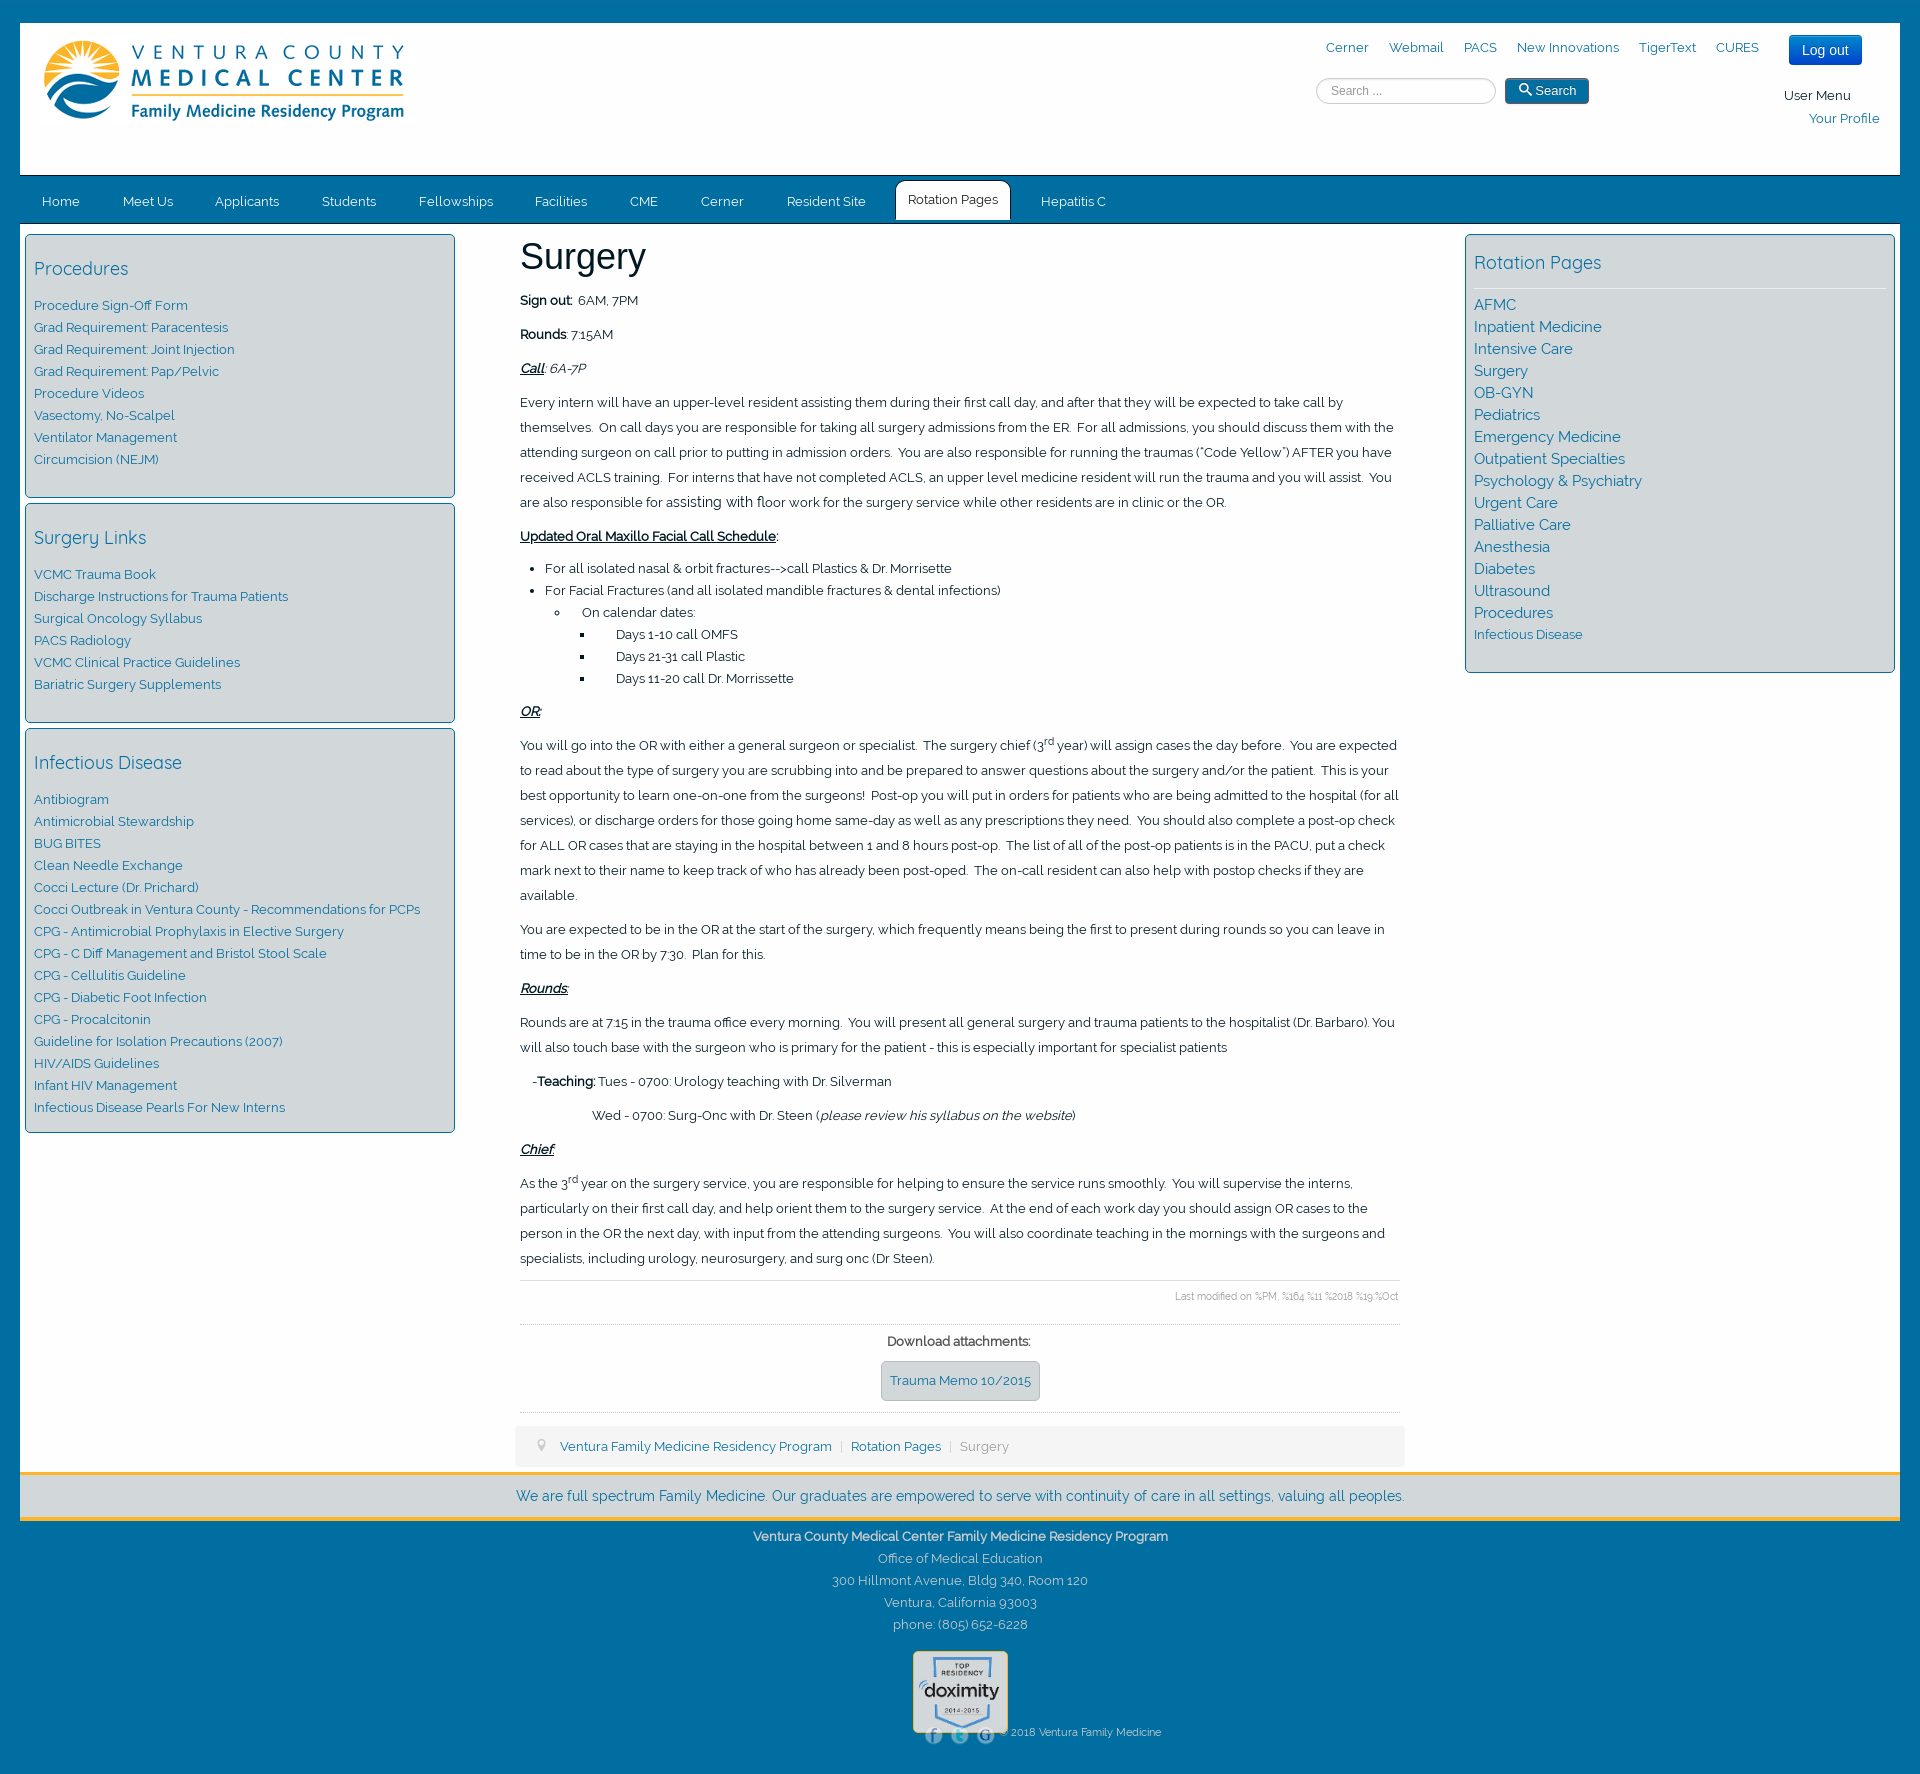 VENTURA COUNTY
MEDICAL CENTER
Family Medicine Residency Program
Cerner Webmail PACS New Innovations TigerText CURES
Log out
Search ...
Search
User Menu
Your Profile
Home Meet Us Applicants Students Fellowships Facilities CME Cerner Resident Site Rotation Pages Hepatitis C
Procedures
Procedure Sign-Off Form
Grad Requirement: Paracentesis
Grad Requirement: Joint Injection
Grad Requirement: Pap/Pelvic
Procedure Videos
Vasectomy, No-Scalpel
Ventilator Management
Circumcision (NEJM)
Surgery Links
VCMC Trauma Book
Discharge Instructions for Trauma Patients
Surgical Oncology Syllabus
PACS Radiology
VCMC Clinical Practice Guidelines
Bariatric Surgery Supplements
Infectious Disease
Antibiogram
Antimicrobial Stewardship
BUG BITES
Clean Needle Exchange
Cocci Lecture (Dr. Prichard)
Cocci Outbreak in Ventura County - Recommendations for PCPs
CPG - Antimicrobial Prophylaxis in Elective Surgery
CPG - C Diff Management and Bristol Stool Scale
CPG - Cellulitis Guideline
CPG - Diabetic Foot Infection
CPG - Procalcitonin
Guideline for Isolation Precautions (2007)
HIV/AIDS Guidelines
Infant HIV Management
Infectious Disease Pearls For New Interns
Surgery
Sign out: 6AM, 7PM
Rounds: 7:15AM
Call: 6A-7P
Every intern will have an upper-level resident assisting them during their first call day, and after that they will be expected to take call by
themselves. On call days you are responsible for taking all surgery admissions from the ER. For all admissions, you should discuss them with the
attending surgeon on call prior to putting in admission orders. You are also responsible for running the traumas ("Code Yellow") AFTER you have
received ACLS training. For interns that have not completed ACLS, an upper level medicine resident will run the trauma and you will assist. You
are also responsible for assisting with floor work for the surgery service while other residents are in clinic or the OR.
Updated Oral Maxillo Facial Call Schedule:
For all isolated nasal & orbit fractures-->call Plastics & Dr. Morrisette
For Facial Fractures (and all isolated mandible fractures & dental infections)
On calendar dates:
Days 1-10 call OMFS
Days 21-31 call Plastic
Days 11-20 call Dr. Morrissette
OR:
You will go into the OR with either a general surgeon or specialist. The surgery chief (3rd year) will assign cases the day before. You are expected
to read about the type of surgery you are scrubbing into and be prepared to answer questions about the surgery and/or the patient. This is your
best opportunity to learn one-on-one from the surgeons! Post-op you will put in orders for patients who are being admitted to the hospital (for all
services), or discharge orders for those going home same-day as well as any prescriptions they need. You should also complete a post-op check
for ALL OR cases that are staying in the hospital between 1 and 8 hours post-op. The list of all of the post-op patients is in the PACU, put a check
mark next to their name to keep track of who has already been post-oped. The on-call resident can also help with postop checks if they are
available.
You are expected to be in the OR at the start of the surgery, which frequently means being the first to present during rounds so you can leave in
time to be in the OR by 7:30. Plan for this.
Rounds:
Rounds are at 7:15 in the trauma office every morning. You will present all general surgery and trauma patients to the hospitalist (Dr. Barbaro). You
will also touch base with the surgeon who is primary for the patient - this is especially important for specialist patients
-Teaching: Tues - 0700: Urology teaching with Dr. Silverman
Wed - 0700: Surg-Onc with Dr. Steen (please review his syllabus on the website)
Chief:
As the 3rd year on the surgery service, you are responsible for helping to ensure the service runs smoothly. You will supervise the interns,
particularly on their first call day, and help orient them to the surgery service. At the end of each work day you should assign OR cases to the
person in the OR the next day, with input from the attending surgeons. You will also coordinate teaching in the mornings with the surgeons and
specialists, including urology, neurosurgery, and surg onc (Dr Steen).
Last modified on %PM, %164 %11 %2018 %19:%Oct
Download attachments:
Trauma Memo 10/2015
Ventura Family Medicine Residency Program | Rotation Pages | Surgery
Rotation Pages
AFMC
Inpatient Medicine
Intensive Care
Surgery
OB-GYN
Pediatrics
Emergency Medicine
Outpatient Specialties
Psychology & Psychiatry
Urgent Care
Palliative Care
Anesthesia
Diabetes
Ultrasound
Procedures
Infectious Disease
We are full spectrum Family Medicine. Our graduates are empowered to serve with continuity of care in all settings, valuing all peoples.
Ventura County Medical Center Family Medicine Residency Program
Office of Medical Education
300 Hillmont Avenue, Bldg 340, Room 120
Ventura, California 93003
phone: (805) 652-6228
TOP
RESIDENCY
doximity
2014-2015
f t G © 2018 Ventura Family Medicine